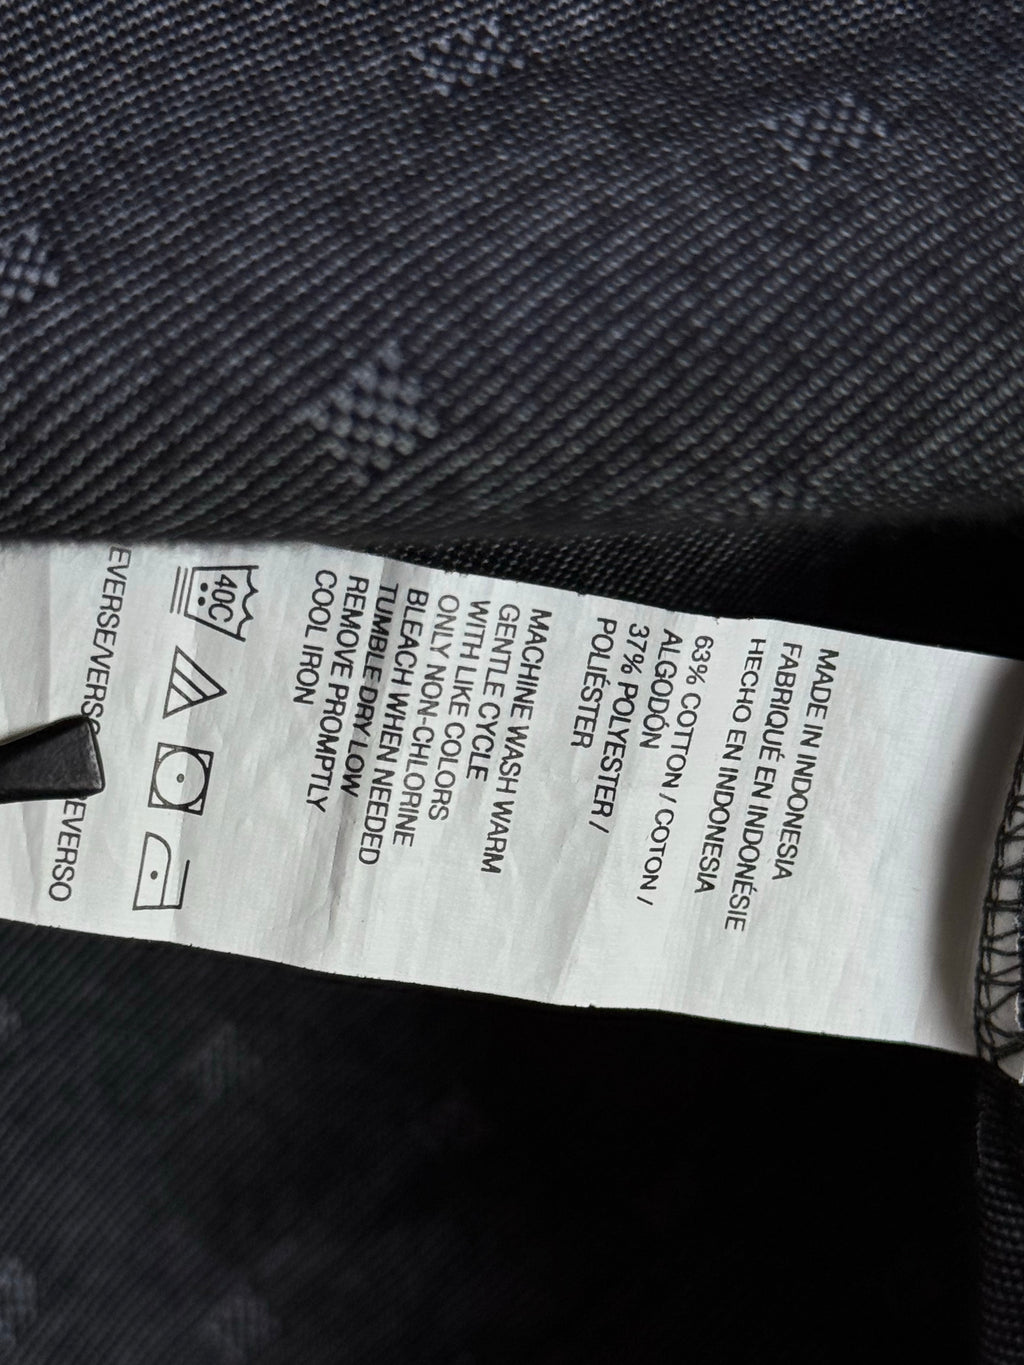 MADE IN INDONESIA
FABRIQUÉ EN INDONÉSIE
HECHO EN INDONESIA
63% COTTON / COTON /
ALGODÓN
37% POLYESTER /
POLIÉSTER
MACHINE WASH WARM
GENTLE CYCLE
WITH LIKE COLORS
ONLY NON-CHLORINE
BLEACH WHEN NEEDED
TUMBLE DRY LOW
REMOVE PROMPTLY
COOL IRON
40C